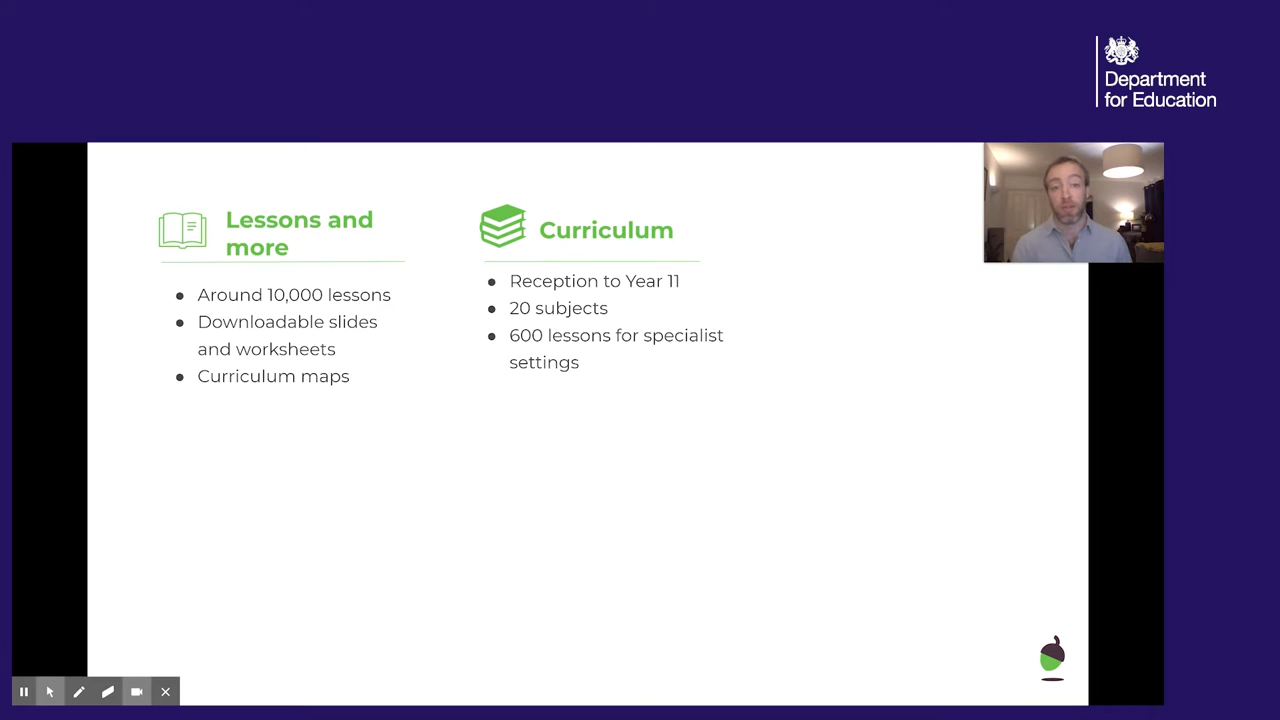 Department
for Education
Lessons and
more
● Around 10,000 lessons
● Downloadable slides
and worksheets
● Curriculum maps
Curriculum
● Reception to Year 11
● 20 subjects
● 600 lessons for specialist
settings